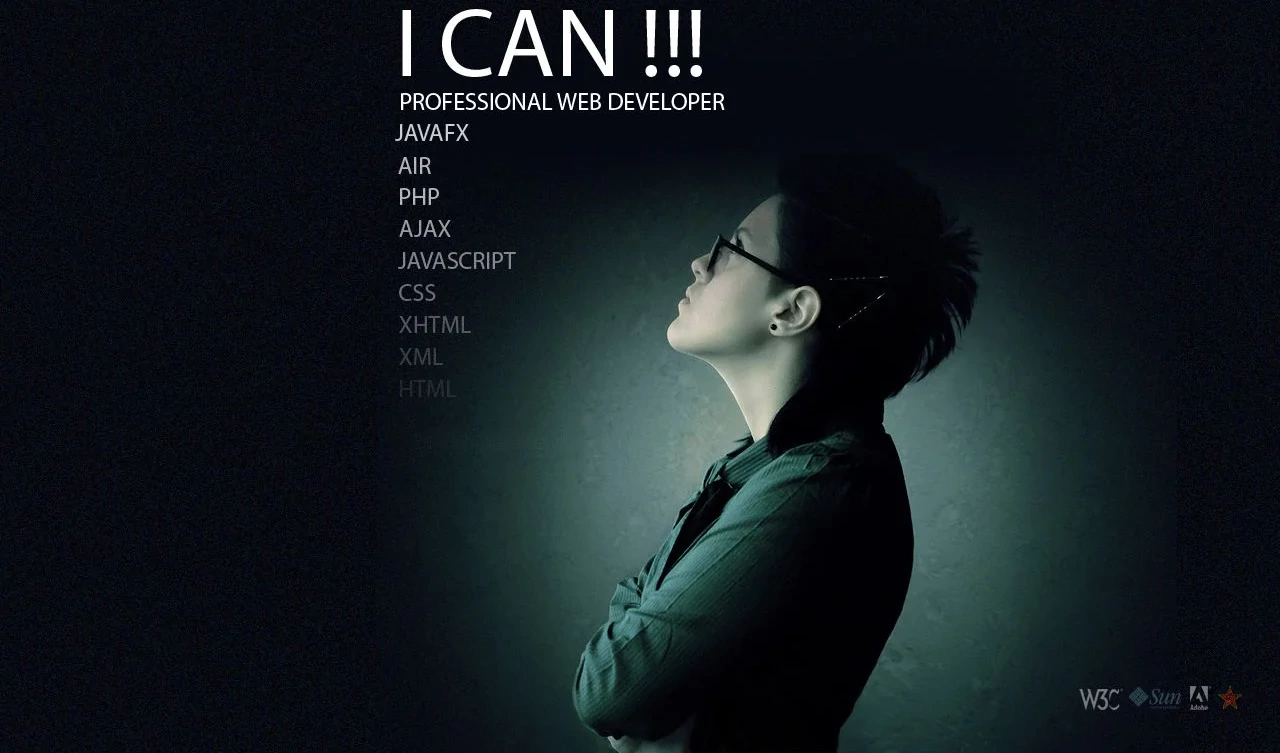 I CAN !!!
PROFESSIONAL WEB DEVELOPER
JAVAFX
AIR
PHP
AJAX
JAVASCRIPT
CSS
XHTML
XML
HTML
W3C
Sun
Adobe